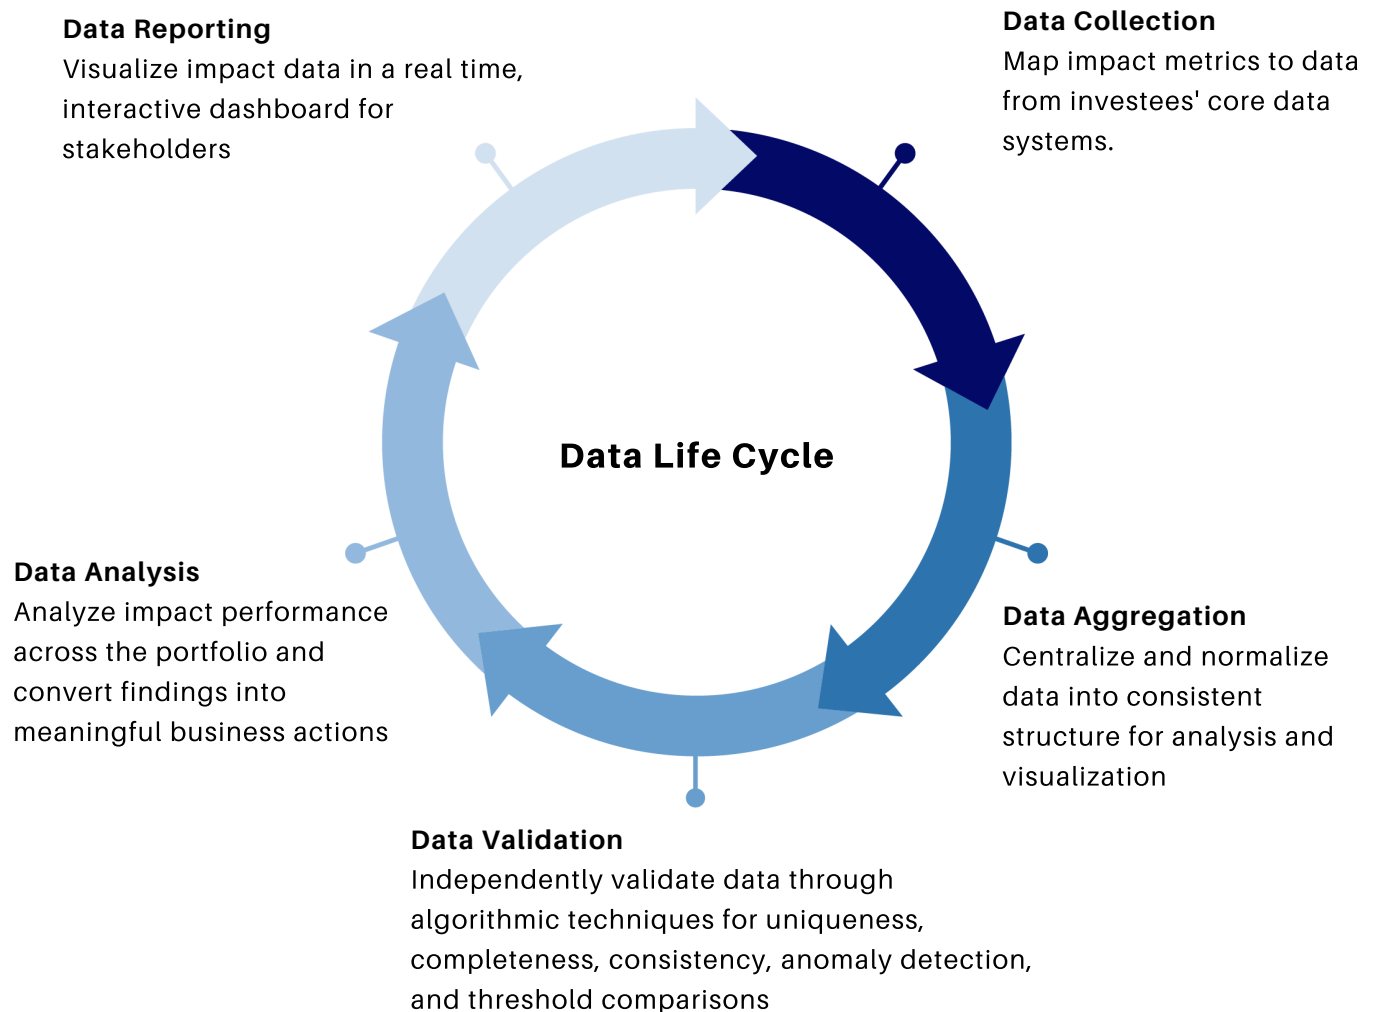 Data Reporting
Visualize impact data in a real time,
interactive dashboard for
stakeholders
Data Collection
Map impact metrics to data
from investees' core data
systems.
Data Life Cycle
Data Analysis
Analyze impact performance
across the portfolio and
convert findings into
meaningful business actions
Data Aggregation
Centralize and normalize
data into consistent
structure for analysis and
visualization
Data Validation
Independently validate data through
algorithmic techniques for uniqueness,
completeness, consistency, anomaly detection,
and threshold comparisons